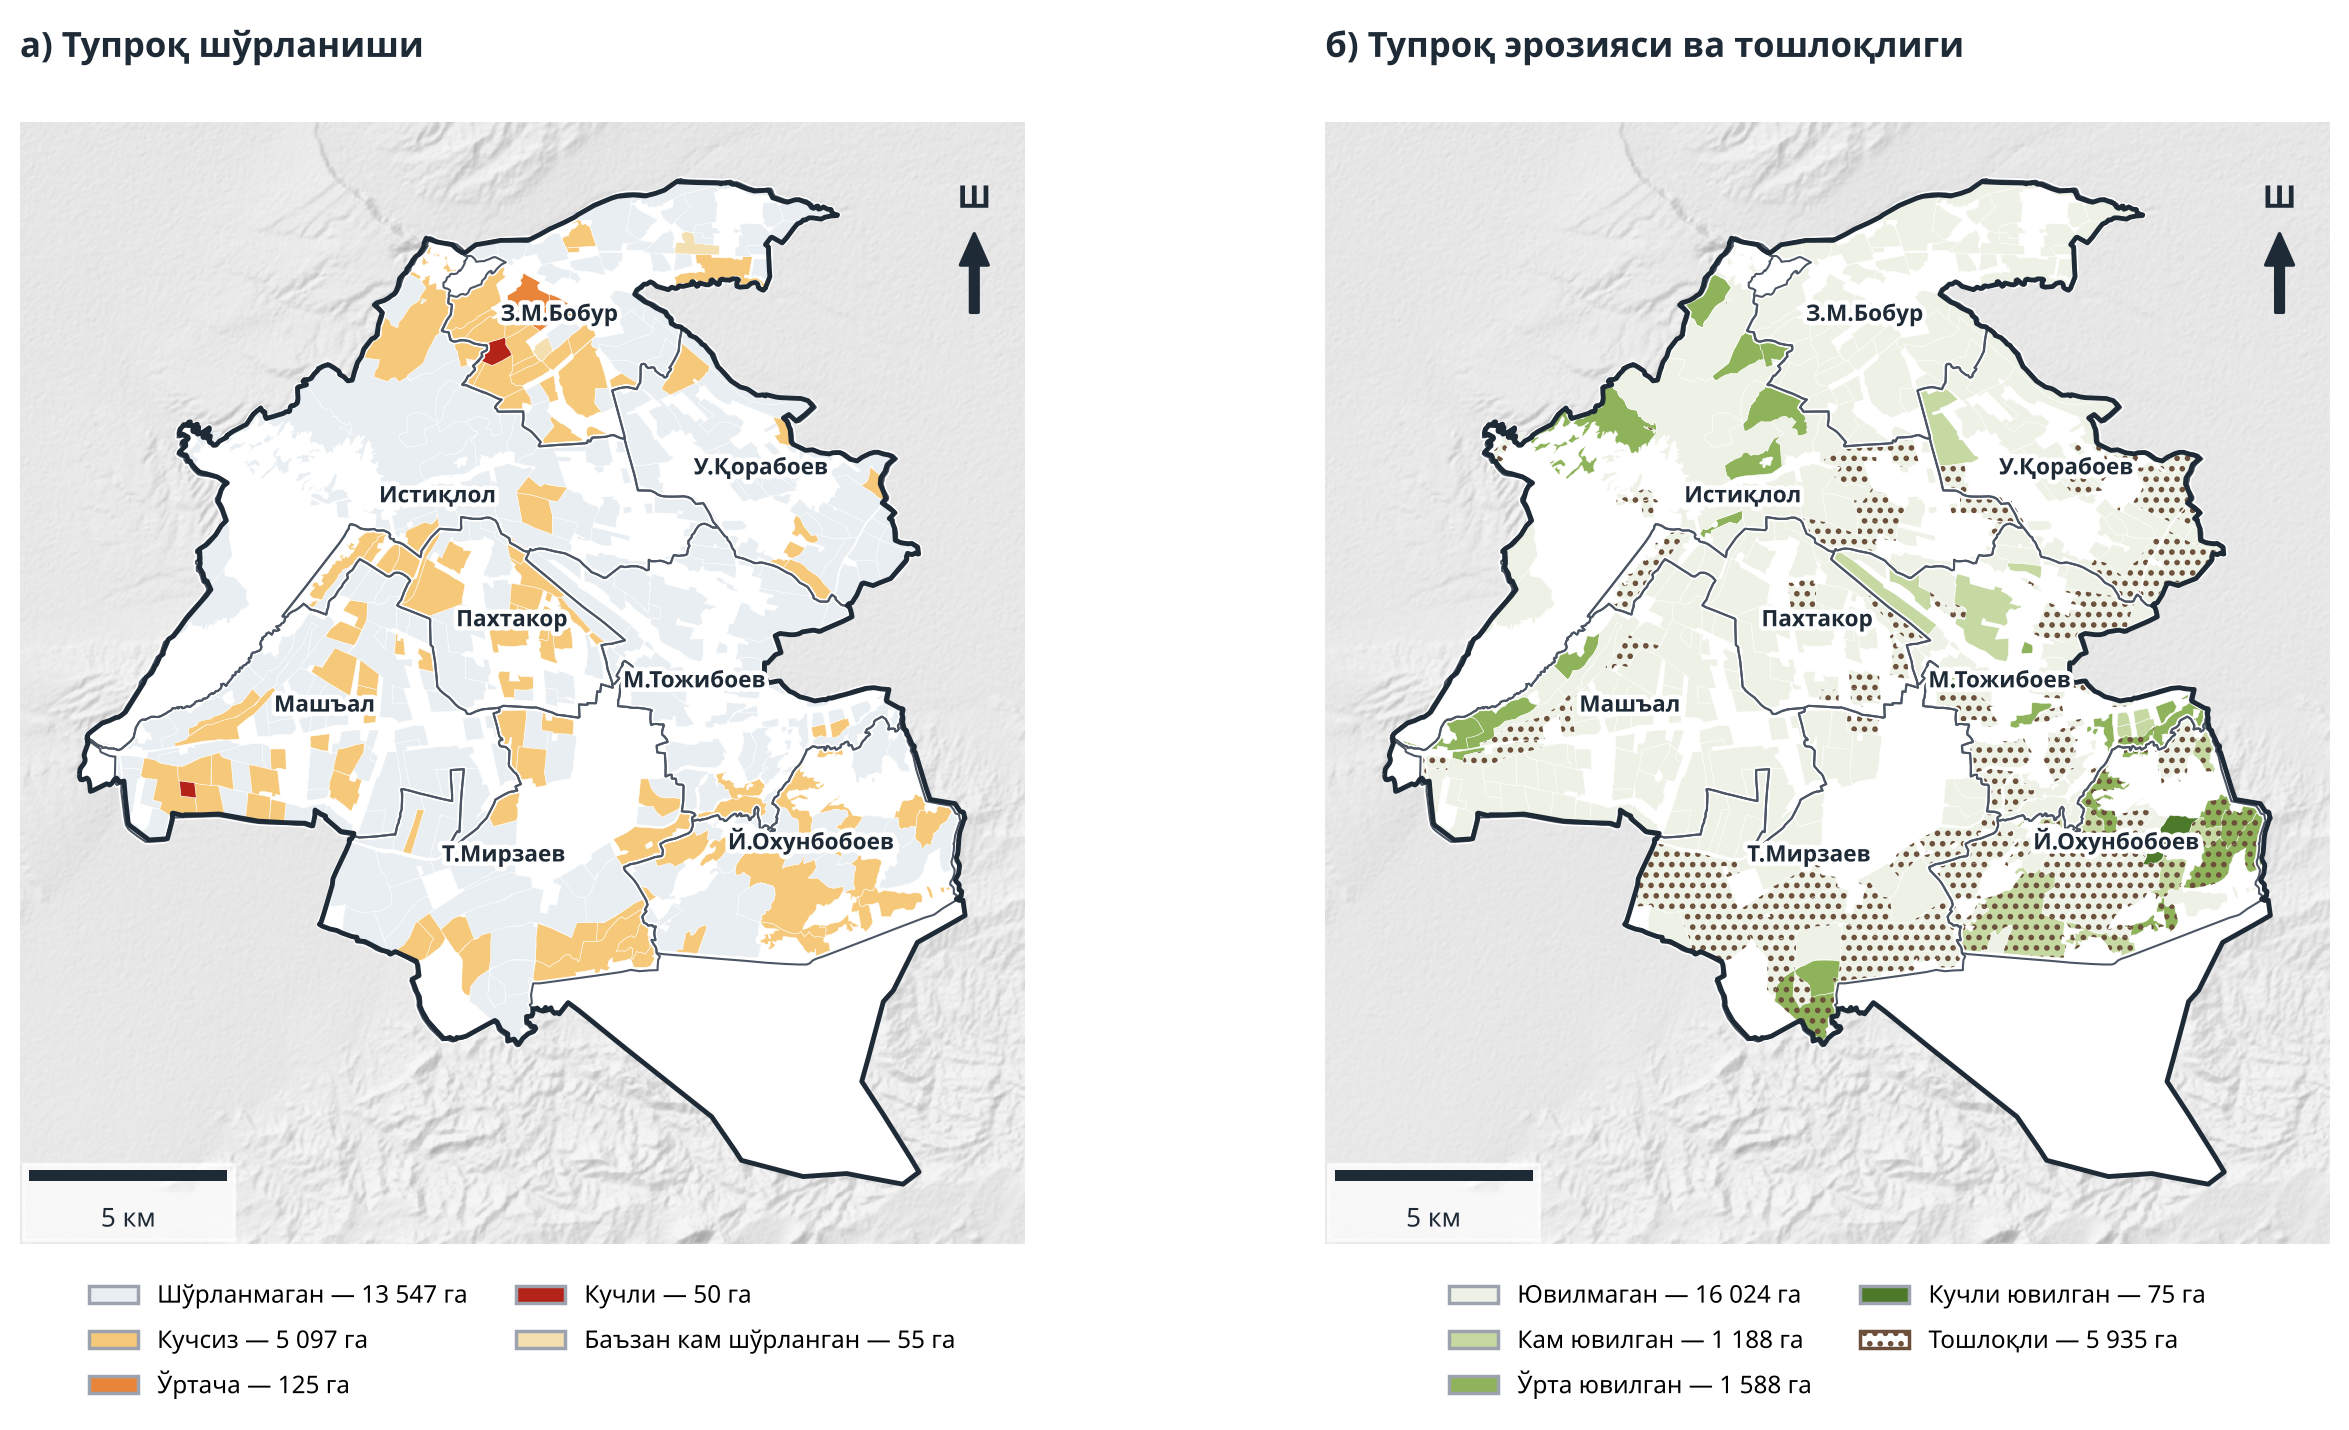 а) Тупроқ шўрланиши
Ш
З.М.Бобур
У.Қорабоев
Истиқлол
Пахтакор
М.Тожибоев
Машъал
Й.Охунбобоев
Т.Мирзаев
5 км
Шўрланмаган — 13 547 га
Кучсиз — 5 097 га
Ўртача — 125 га
Кучли — 50 га
Баъзан кам шўрланган — 55 га
б) Тупроқ эрозияси ва тошлоқлиги
Ш
З.М.Бобур
У.Қорабоев
Истиқлол
Пахтакор
М.Тожибоев
Машъал
Й.Охунбобоев
Т.Мирзаев
5 км
Ювилмаган — 16 024 га
Кам ювилган — 1 188 га
Ўрта ювилган — 1 588 га
Кучли ювилган — 75 га
Тошлоқли — 5 935 га